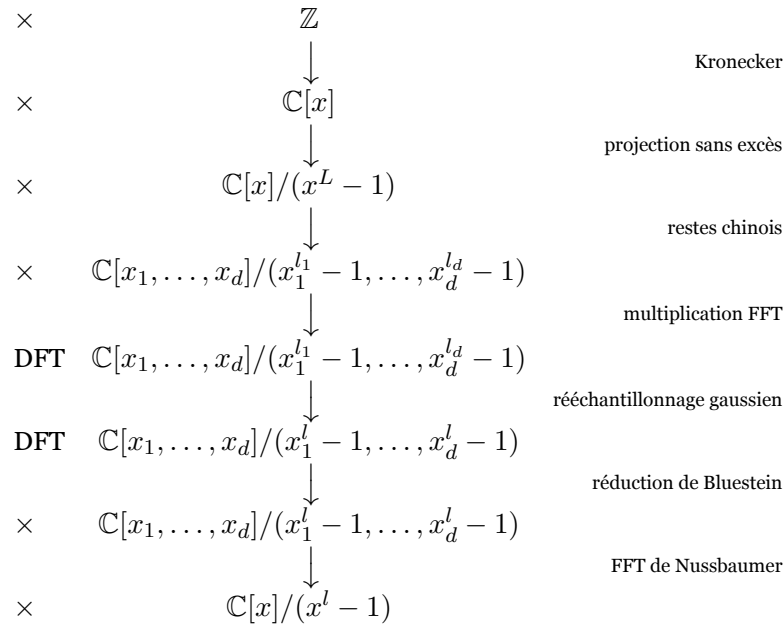 × ℤ
Kronecker
× ℂ[x]
projection sans excès
× ℂ[x]/(x^L − 1)
restes chinois
× ℂ[x_1, …, x_d]/(x_1^{l_1} − 1, …, x_d^{l_d} − 1)
multiplication FFT
DFT ℂ[x_1, …, x_d]/(x_1^{l_1} − 1, …, x_d^{l_d} − 1)
rééchantillonnage gaussien
DFT ℂ[x_1, …, x_d]/(x_1^l − 1, …, x_d^l − 1)
réduction de Bluestein
× ℂ[x_1, …, x_d]/(x_1^l − 1, …, x_d^l − 1)
FFT de Nussbaumer
× ℂ[x]/(x^l − 1)